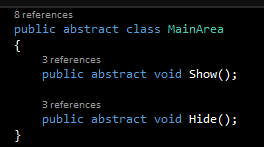 8 references
public abstract class MainArea
{
3 references
public abstract void Show();
3 references
public abstract void Hide();
}